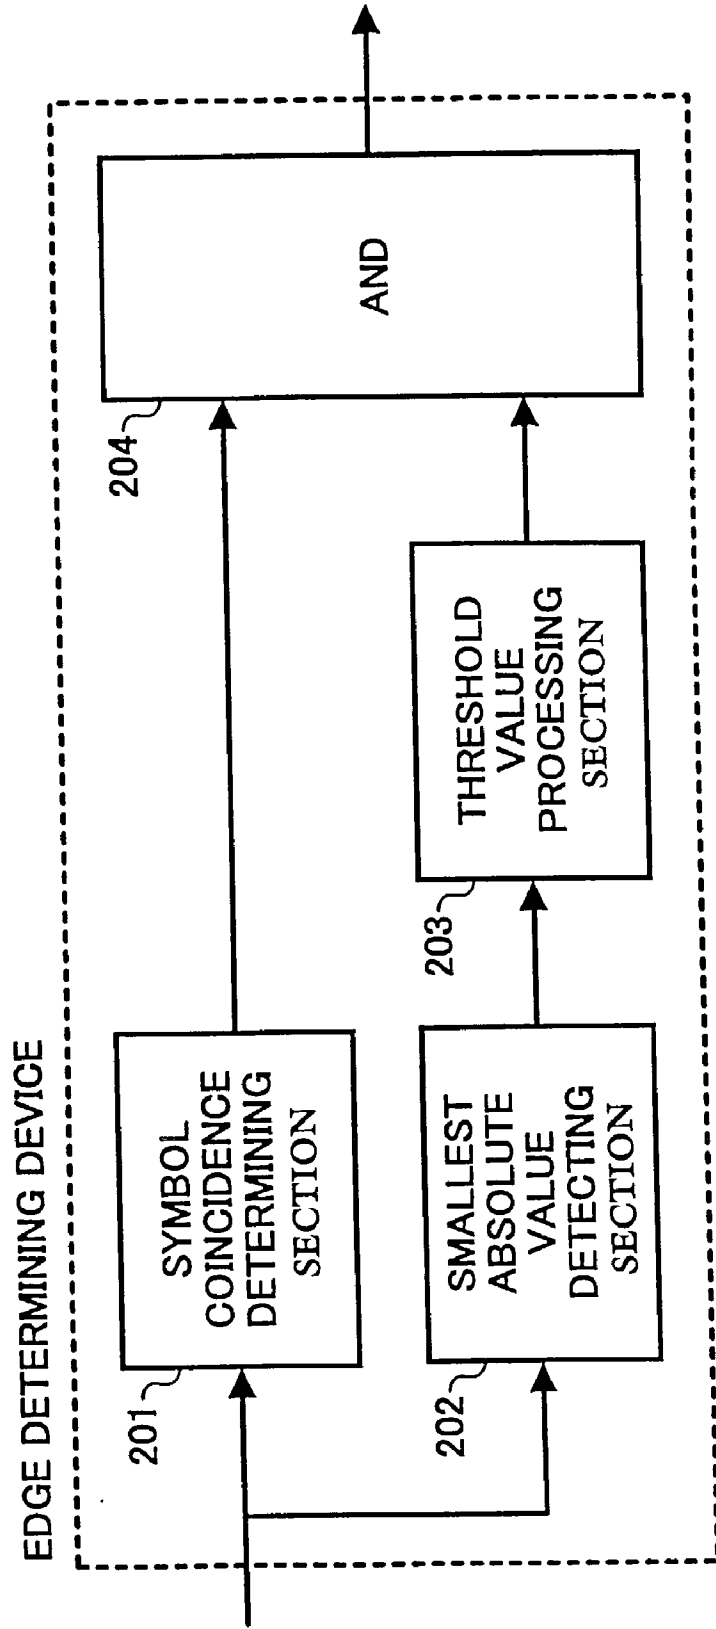 EDGE DETERMINING DEVICE
201
SYMBOL
COINCIDENCE
DETERMINING
SECTION
202
SMALLEST
ABSOLUTE
VALUE
DETECTING
SECTION
203
THRESHOLD
VALUE
PROCESSING
SECTION
204
AND